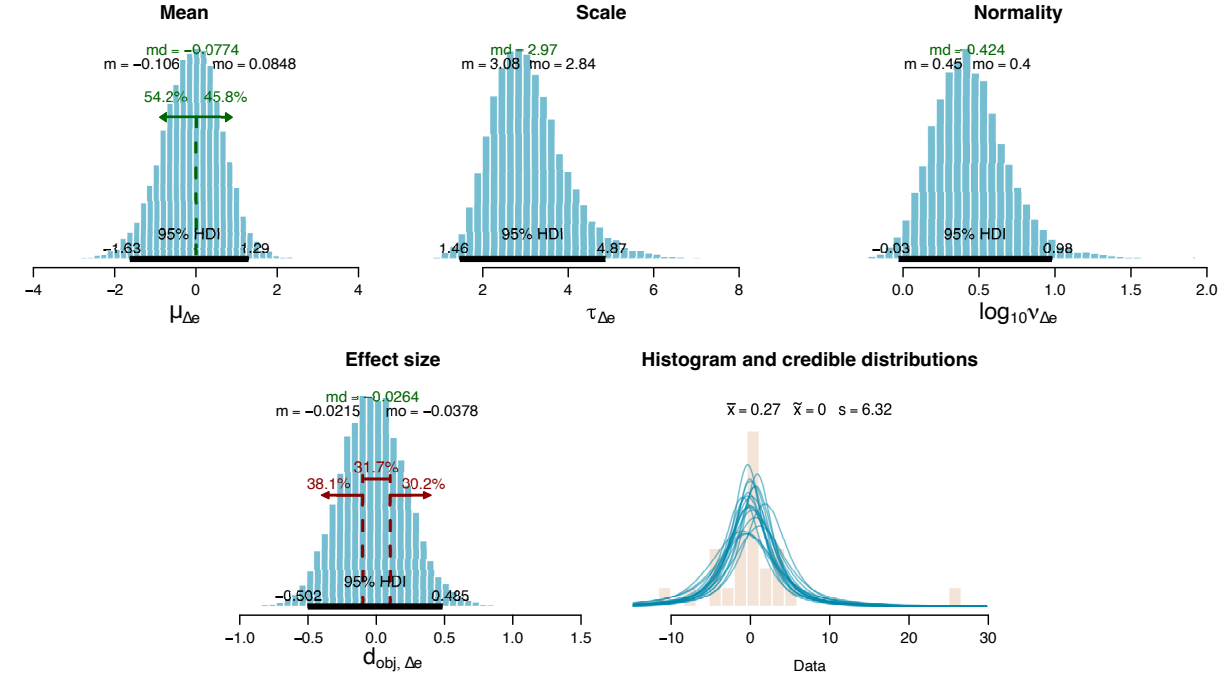 Mean
md = −0.0774
m = −0.106 mo = 0.0848
54.2% 45.8%
95% HDI
−1.63 1.29
−4 −2 0 2 4
μΔe
Scale
md = 2.97
m = 3.08 mo = 2.84
95% HDI
1.46 4.87
2 4 6 8
τΔe
Normality
md = 0.424
m = 0.45 mo = 0.4
95% HDI
−0.03 0.98
0.0 0.5 1.0 1.5 2.0
log10νΔe
Effect size
md = −0.0264
m = −0.0215 mo = −0.0378
31.7%
38.1% 30.2%
95% HDI
−0.502 0.485
−1.0 −0.5 0.0 0.5 1.0 1.5
dobj, Δe
Histogram and credible distributions
x̅ = 0.27 x̃ = 0 s = 6.32
−10 0 10 20 30
Data